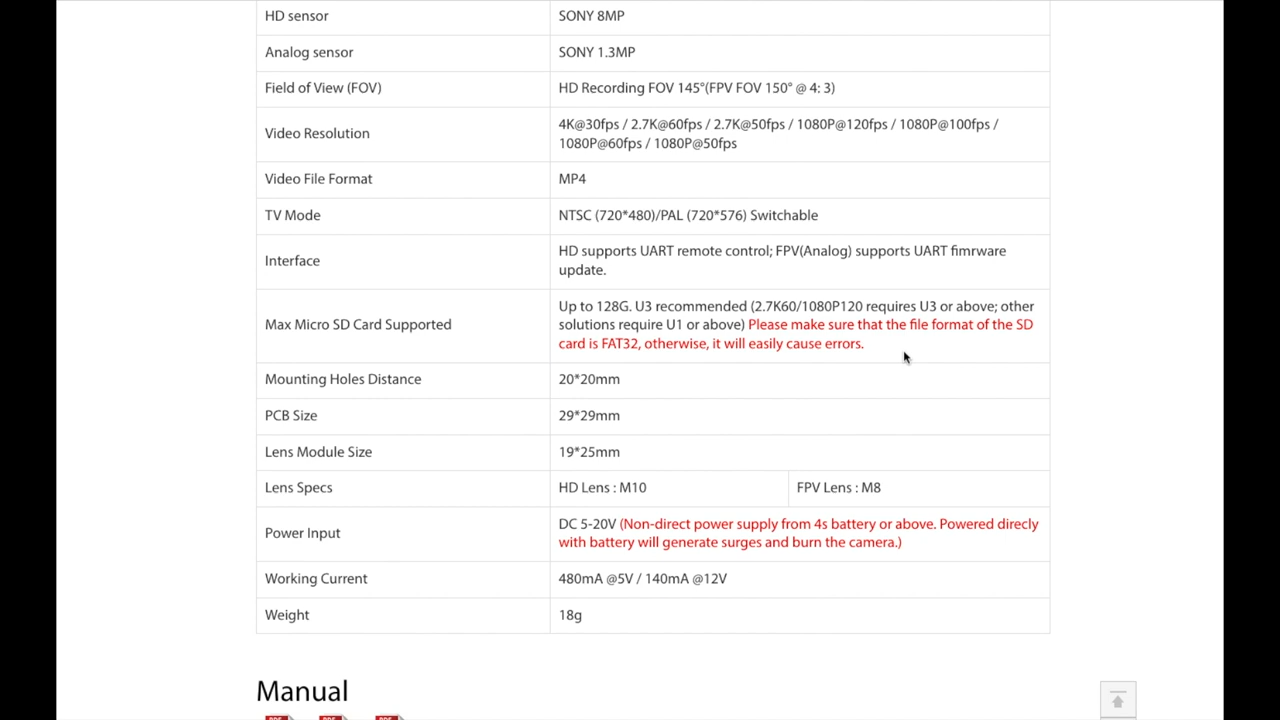 HD sensor SONY 8MP
Analog sensor SONY 1.3MP
Field of View (FOV) HD Recording FOV 145°(FPV FOV 150° @ 4: 3)
Video Resolution 4K@30fps / 2.7K@60fps / 2.7K@50fps / 1080P@120fps / 1080P@100fps /
1080P@60fps / 1080P@50fps
Video File Format MP4
TV Mode NTSC (720*480)/PAL (720*576) Switchable
Interface HD supports UART remote control; FPV(Analog) supports UART fimrware
update.
Max Micro SD Card Supported Up to 128G. U3 recommended (2.7K60/1080P120 requires U3 or above; other
solutions require U1 or above) Please make sure that the file format of the SD
card is FAT32, otherwise, it will easily cause errors.
Mounting Holes Distance 20*20mm
PCB Size 29*29mm
Lens Module Size 19*25mm
Lens Specs HD Lens : M10 FPV Lens : M8
Power Input DC 5-20V (Non-direct power supply from 4s battery or above. Powered direcly
with battery will generate surges and burn the camera.)
Working Current 480mA @5V / 140mA @12V
Weight 18g
Manual
PDF PDF PDF